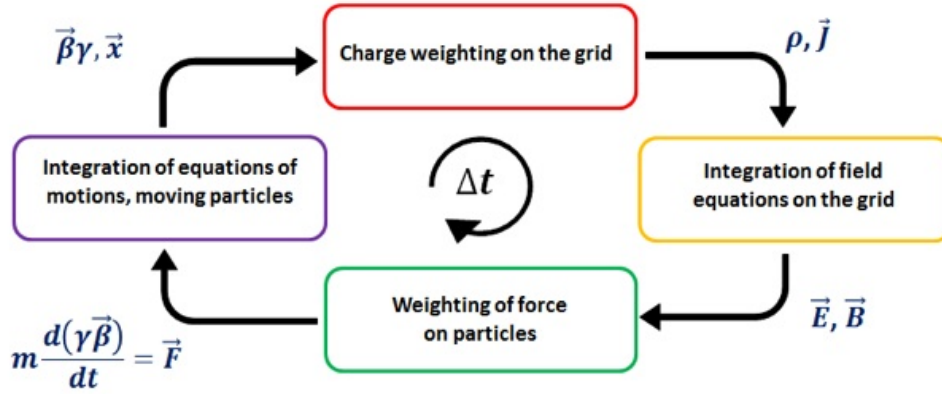 β⃗γ, x⃗
Charge weighting on the grid
ρ, J⃗
Integration of equations of
motions, moving particles
Δt
Integration of field
equations on the grid
Weighting of force
on particles
E⃗, B⃗
m d(γβ⃗)/dt = F⃗